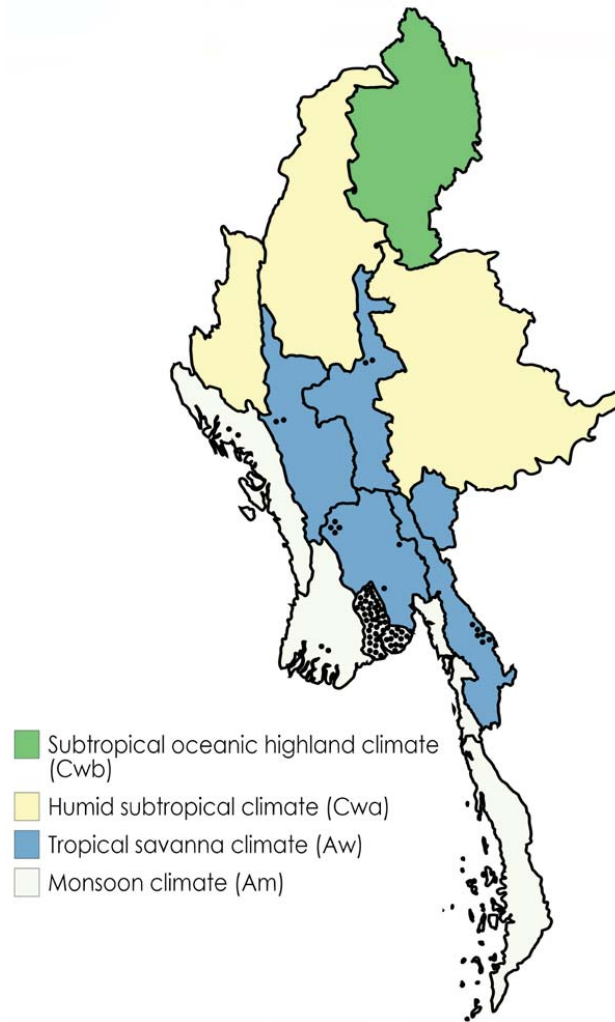 Subtropical oceanic highland climate
(Cwb)
Humid subtropical climate (Cwa)
Tropical savanna climate (Aw)
Monsoon climate (Am)